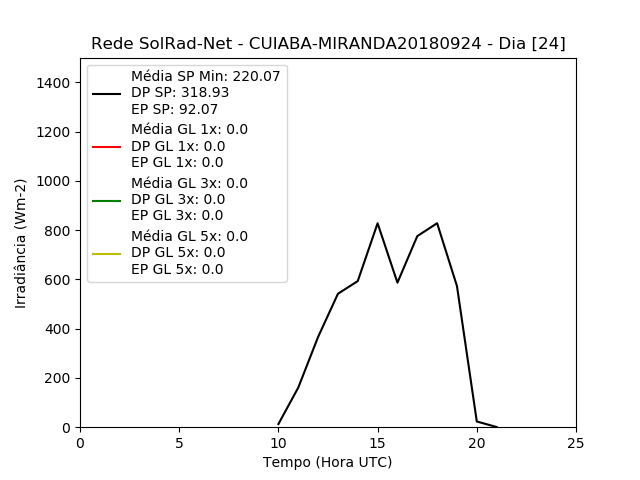 Rede SolRad-Net - CUIABA-MIRANDA20180924 - Dia [24]
Média SP Min: 220.07
DP SP: 318.93
EP SP: 92.07
Média GL 1x: 0.0
DP GL 1x: 0.0
EP GL 1x: 0.0
Média GL 3x: 0.0
DP GL 3x: 0.0
EP GL 3x: 0.0
Média GL 5x: 0.0
DP GL 5x: 0.0
EP GL 5x: 0.0
Irradiância (Wm-2)
1400
1200
1000
800
600
400
200
0
0 5 10 15 20 25
Tempo (Hora UTC)